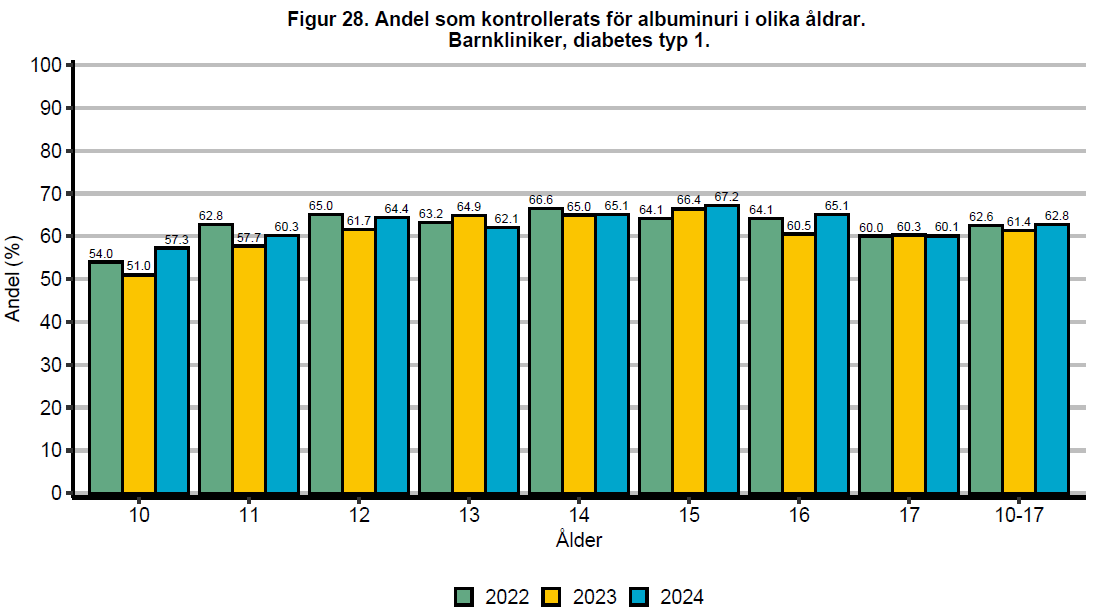 Figur 28. Andel som kontrollerats för albuminuri i olika åldrar.
Barnkliniker, diabetes typ 1.
Andel (%)
100
90
80
70
60
50
40
30
20
10
0
54.0 51.0 57.3
62.8 57.7 60.3
65.0 61.7 64.4
63.2 64.9 62.1
66.6 65.0 65.1
64.1 66.4 67.2
64.1 60.5 65.1
60.0 60.3 60.1
62.6 61.4 62.8
10 11 12 13 14 15 16 17 10-17
Ålder
2022 2023 2024